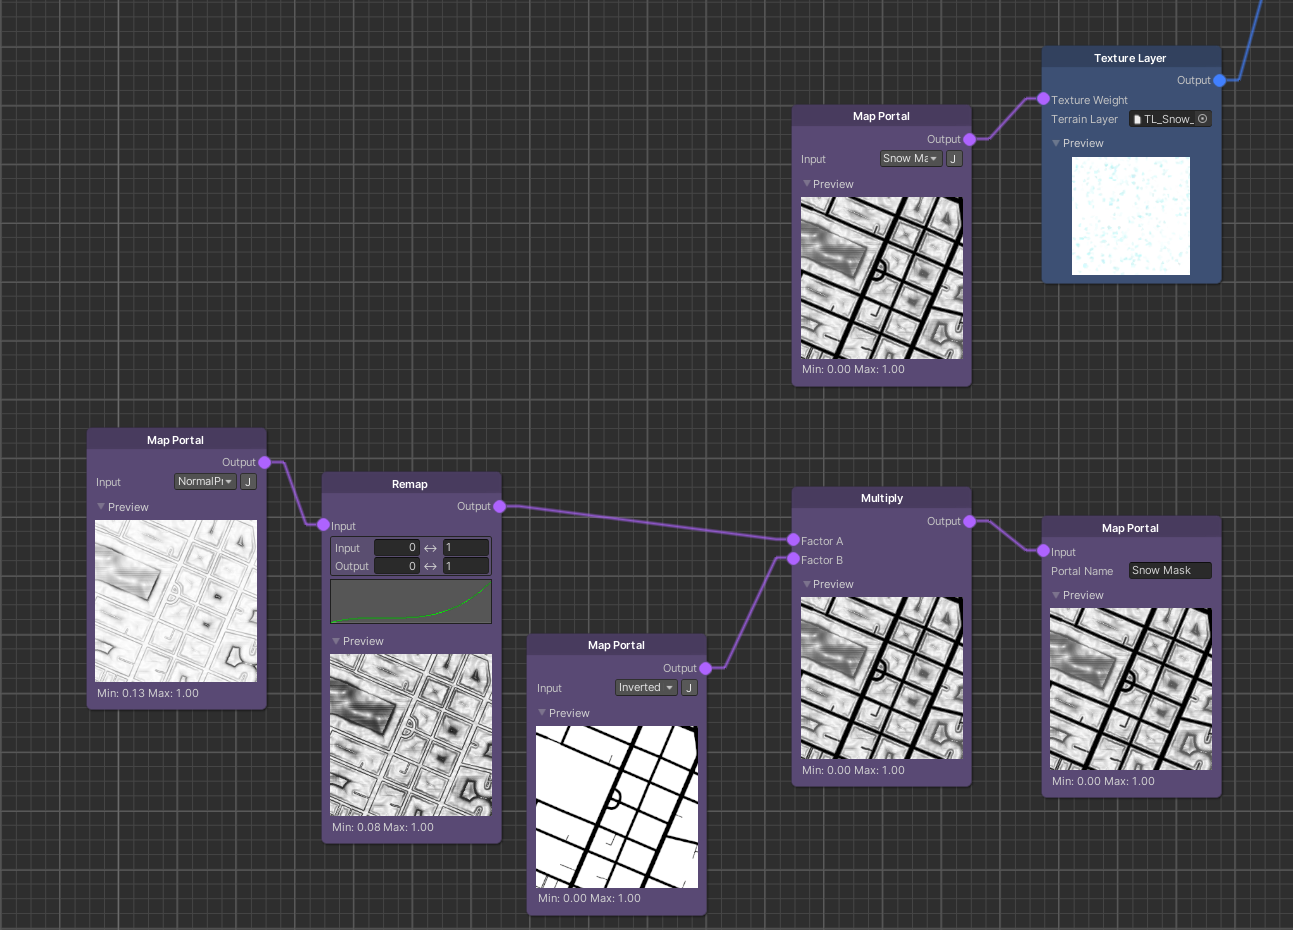 Texture Layer
Output
Texture Weight
Terrain Layer TL_Snow_
Preview
Map Portal
Output
Input Snow Ma J
Preview
Min: 0.00 Max: 1.00
Map Portal
Output
Input NormalPr J
Preview
Min: 0.13 Max: 1.00
Remap
Output
Input
Input 0 ↔ 1
Output 0 ↔ 1
Preview
Min: 0.08 Max: 1.00
Map Portal
Output
Input Inverted J
Preview
Min: 0.00 Max: 1.00
Multiply
Output
Factor A
Factor B
Preview
Min: 0.00 Max: 1.00
Map Portal
Input
Portal Name Snow Mask
Preview
Min: 0.00 Max: 1.00